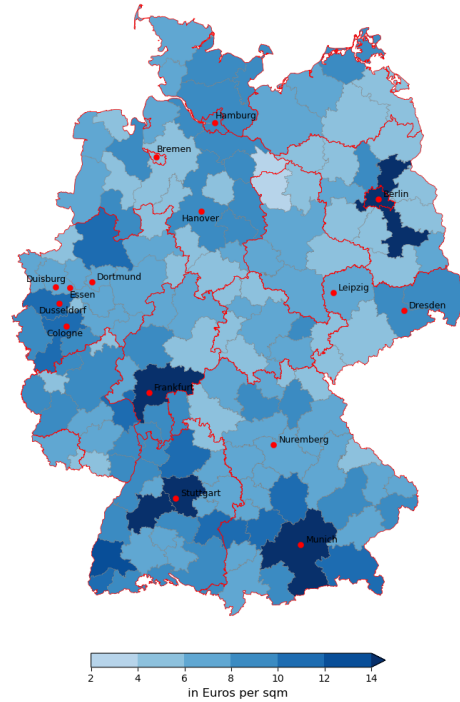 Hamburg
Bremen
Berlin
Hanover
Duisburg
Dortmund
Essen
Leipzig
Dusseldorf
Dresden
Cologne
Frankfurt
Nuremberg
Stuttgart
Munich
2 4 6 8 10 12 14
in Euros per sqm